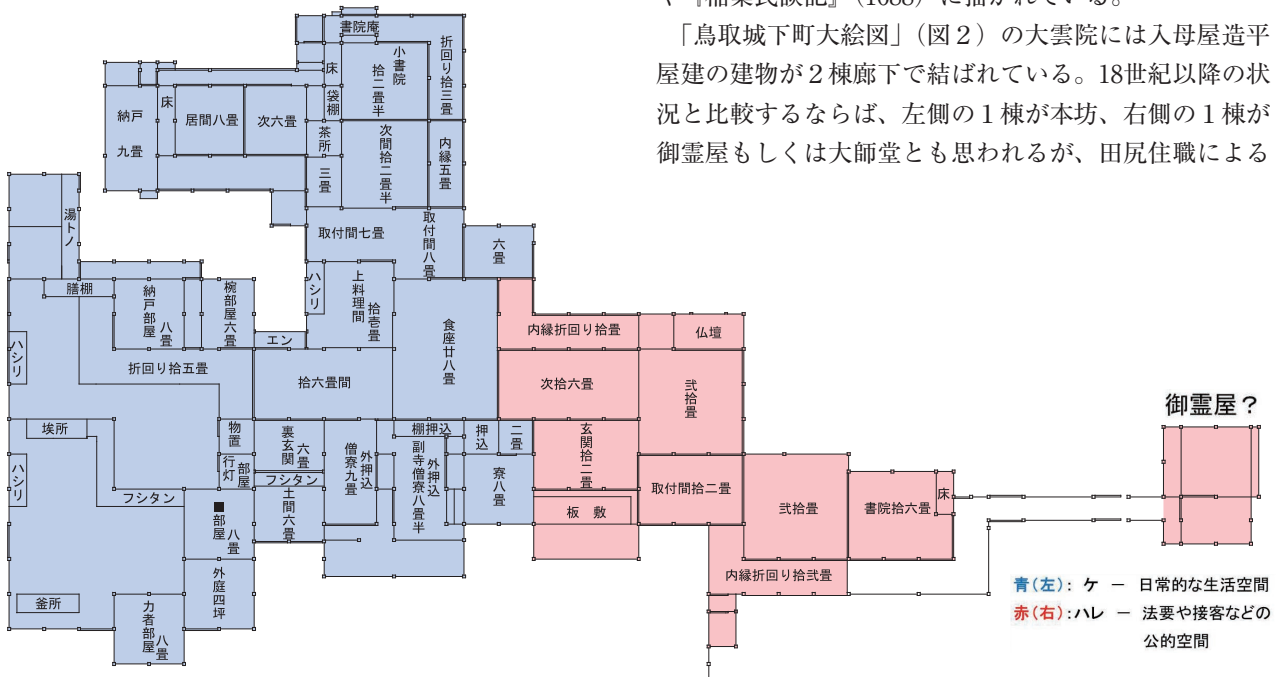 や『稲葉民談記』（1688）に描かれている。
「鳥取城下町大絵図」（図２）の大雲院には入母屋造平
屋建の建物が２棟廊下で結ばれている。18世紀以降の状
況と比較するならば、左側の１棟が本坊、右側の１棟が
御霊屋もしくは大師堂とも思われるが、田尻住職による
書院庵
小書院
拾二畳半
折回り拾三畳
床
袋棚
納戸
九畳
床
居間八畳
次六畳
茶所
三畳
次間拾二畳半
内縁五畳
湯トノ
取付間七畳
取付間八畳
六畳
膳棚
納戸部屋
八畳
椀部屋六畳
ハシリ
上料理間
拾壱畳
食座廿八畳
内縁折回り拾畳
仏壇
ハシリ
エン
折回り拾五畳
拾六畳間
次拾六畳
弐拾畳
埃所
物置
裏玄関
六畳
僧寮九畳
外押込
棚押込
副寺僧寮八畳半
外押込
押込
二畳
玄関拾二畳
ハシリ
行灯
部屋
フシタン
フシタン
土間六畳
寮八畳
板敷
取付間拾二畳
弐拾畳
書院拾六畳
床
御霊屋？
■部屋
八畳
外庭四坪
内縁折回り拾弐畳
釜所
力者部屋
八畳
青（左）：ケ － 日常的な生活空間
赤（右）：ハレ － 法要や接客などの
公的空間